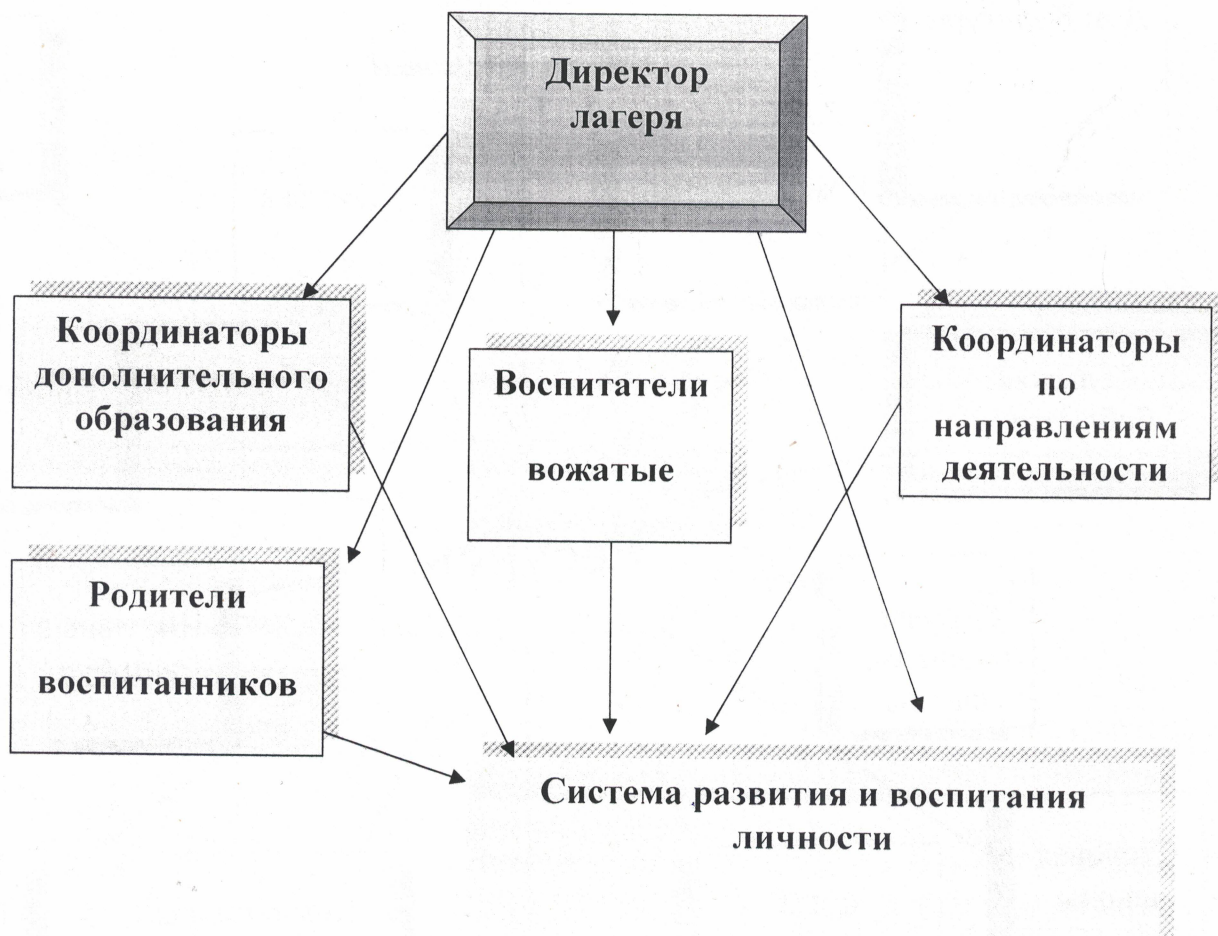 Директор
лагеря
Координаторы
дополнительного
образования
Воспитатели
вожатые
Координаторы
по
направлениям
деятельности
Родители
воспитанников
Система развития и воспитания
личности